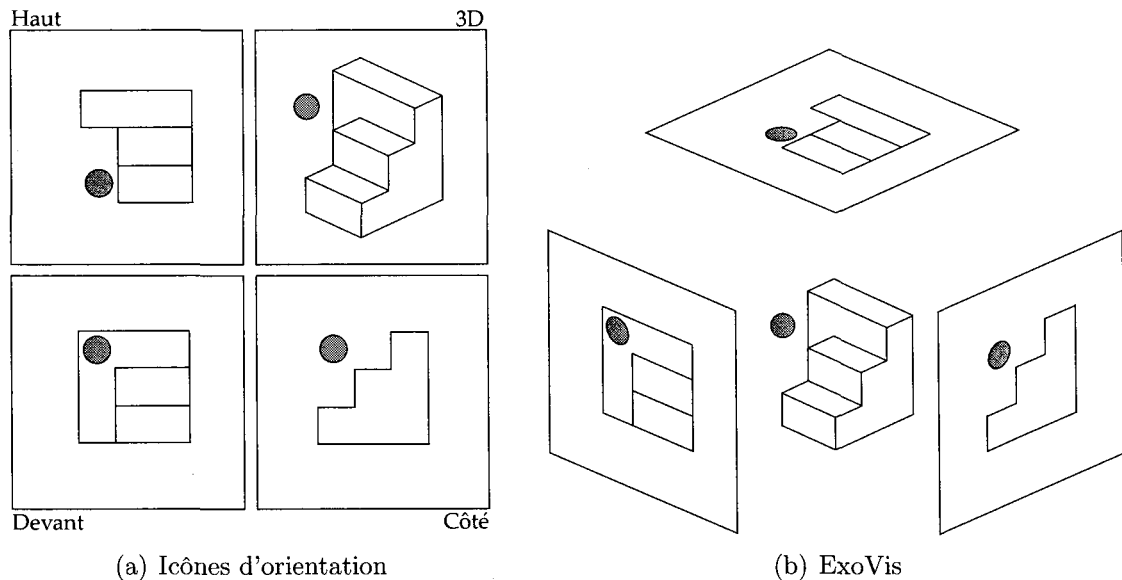 Haut
3D
Devant
Côté
(a) Icônes d'orientation
(b) ExoVis